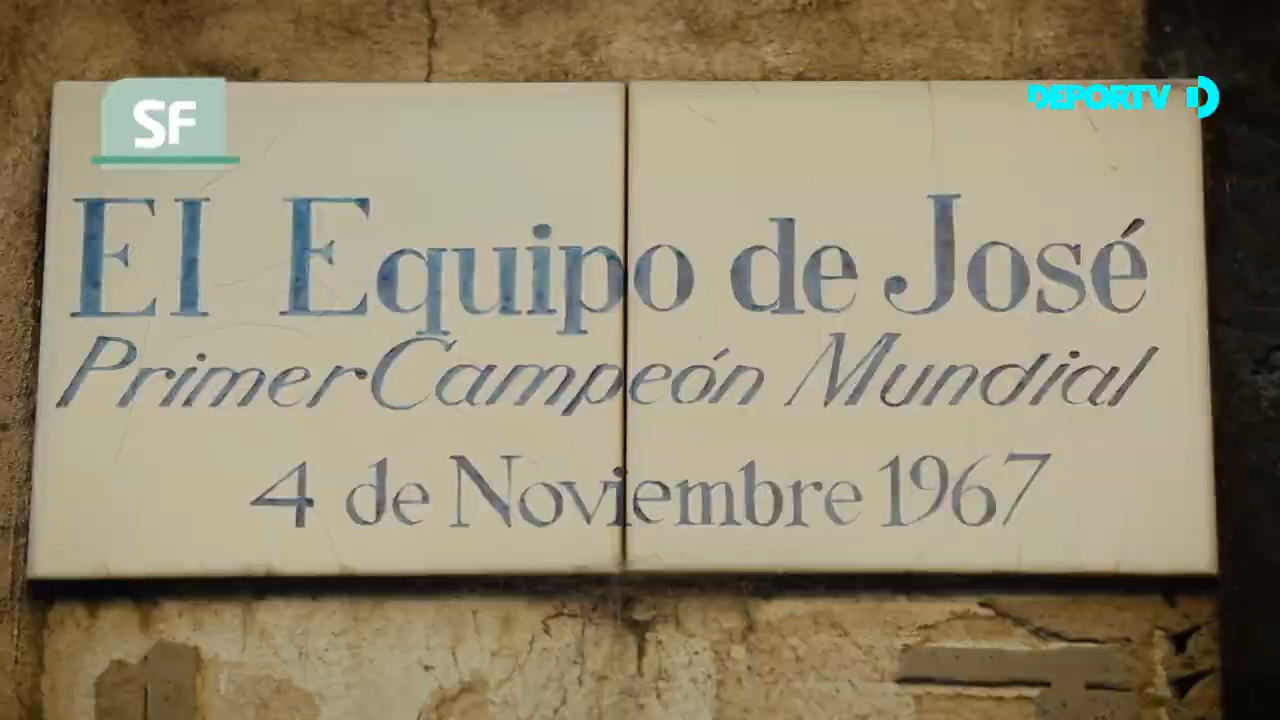 SF
DEPORTV D
El Equipo de José
Primer Campeón Mundial
4 de Noviembre 1967